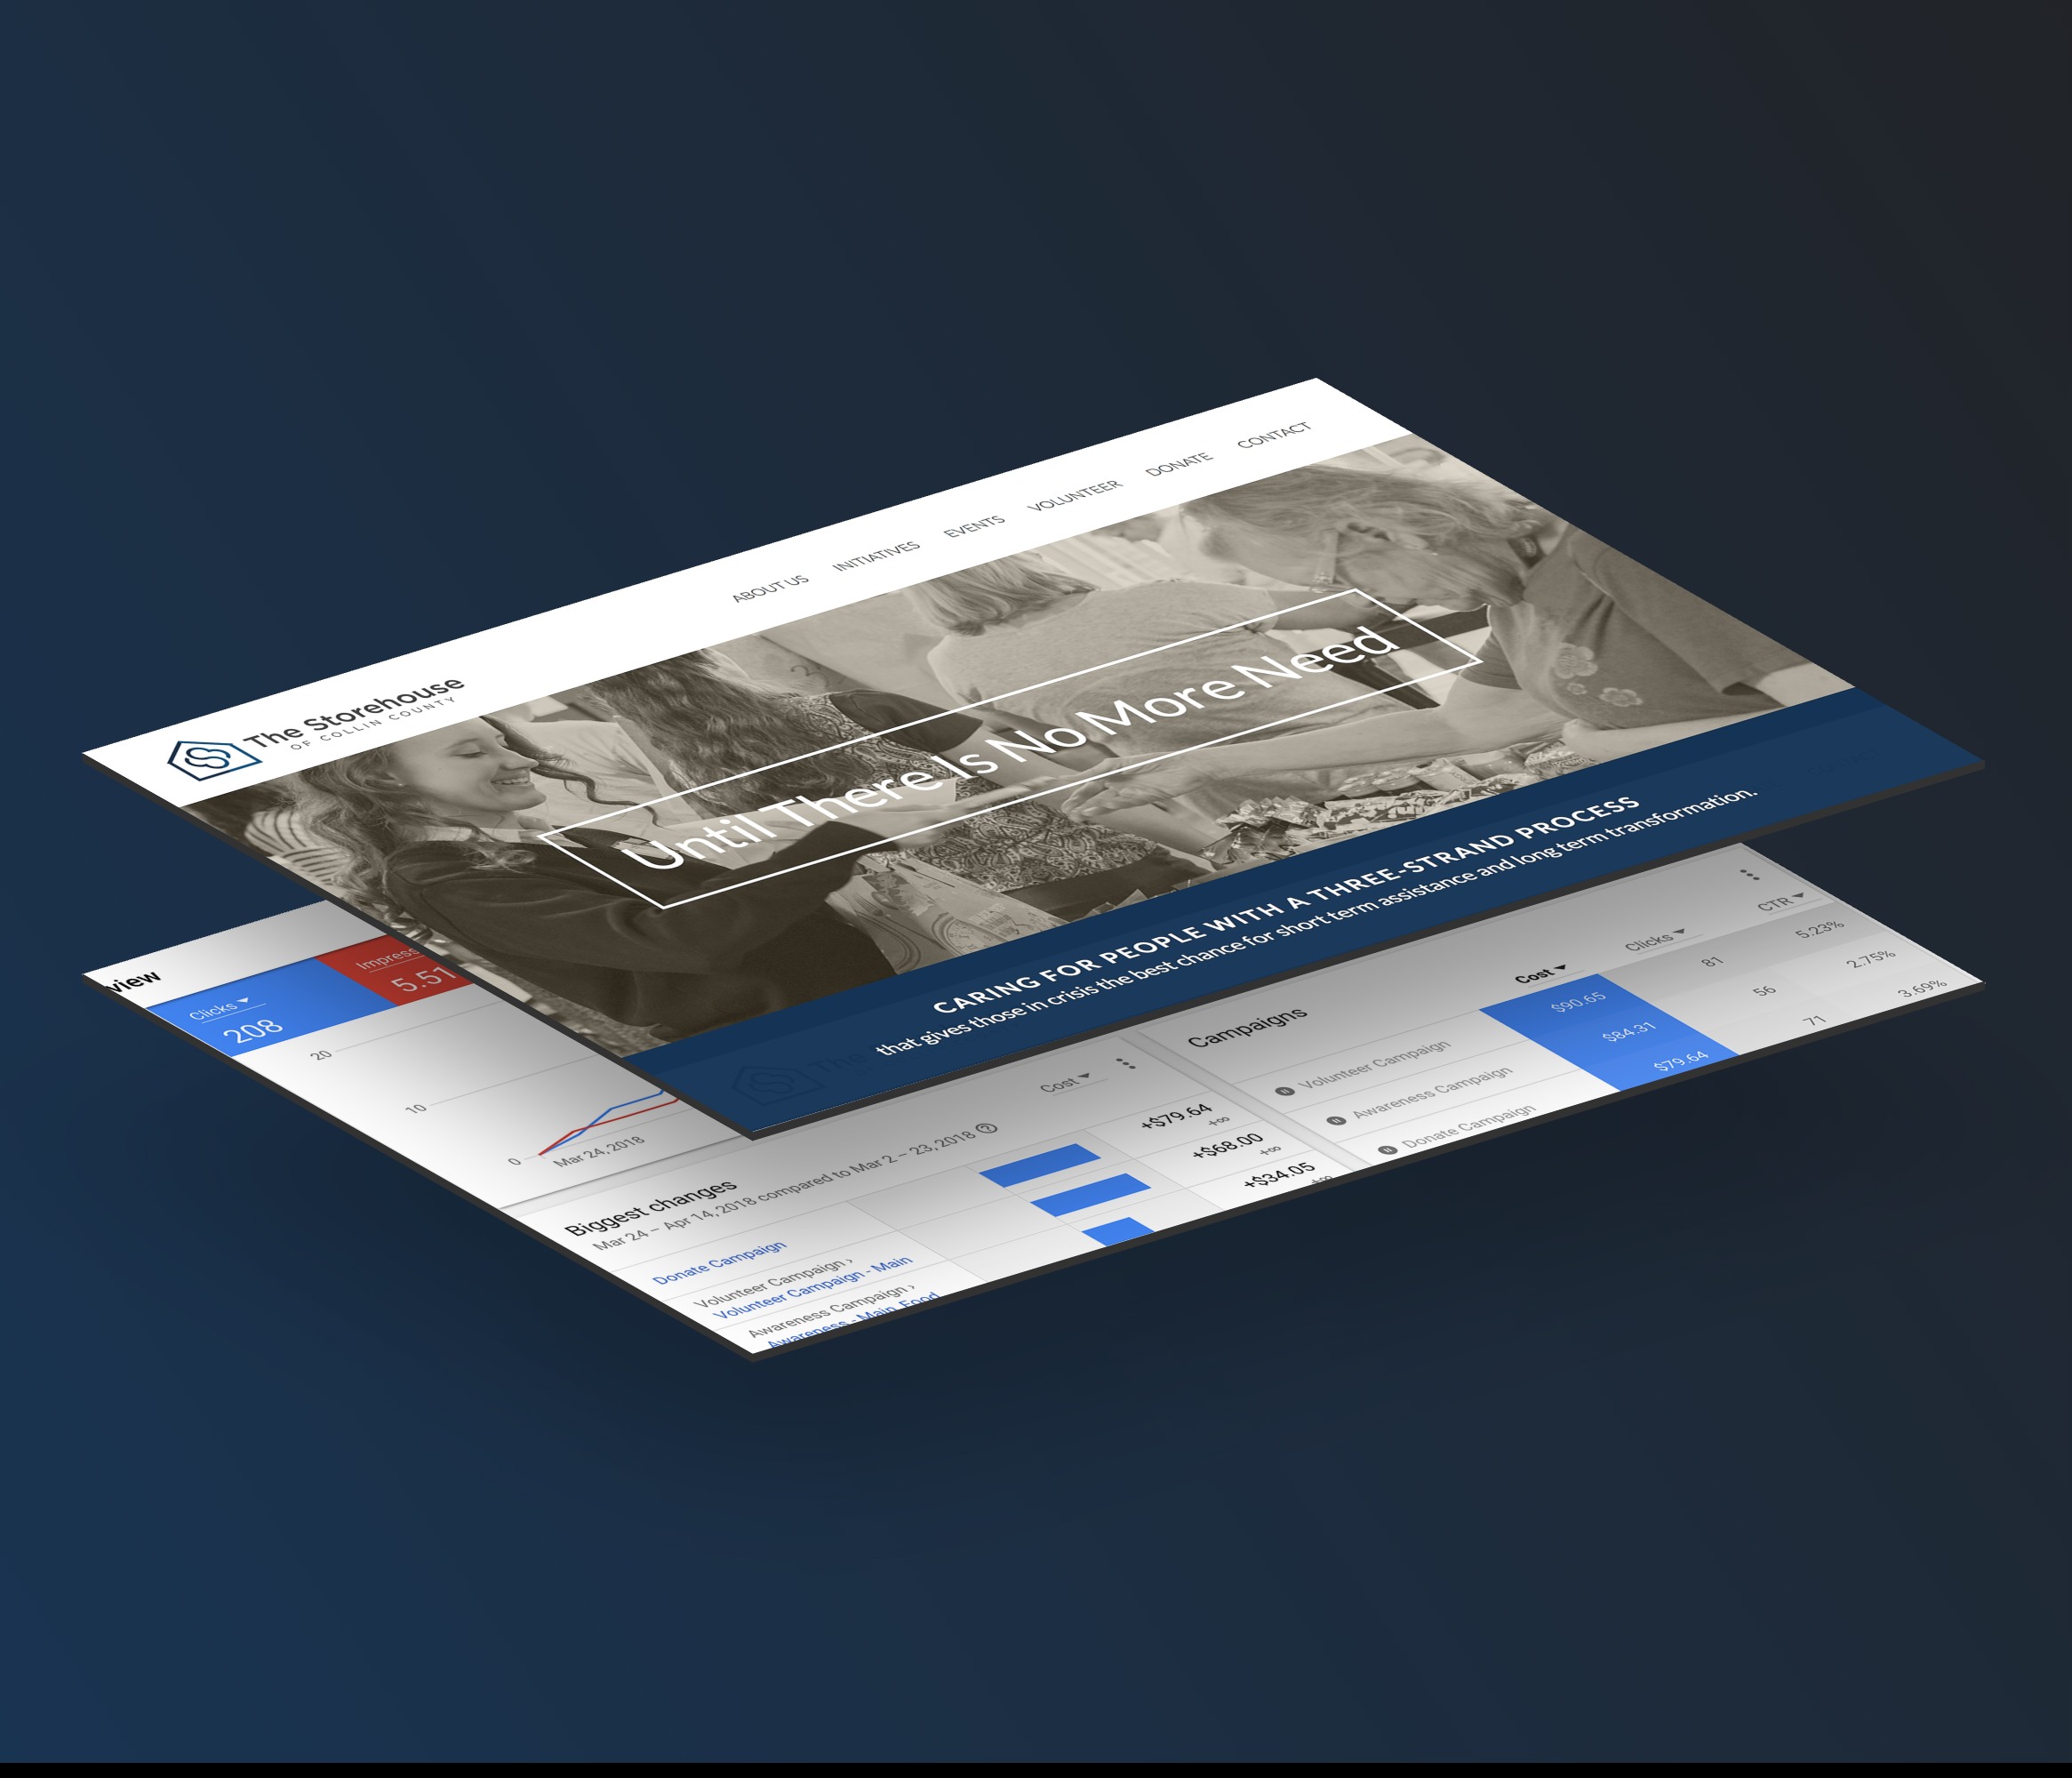 The Storehouse
OF COLLIN COUNTY
ABOUT US INITIATIVES EVENTS VOLUNTEER DONATE CONTACT
Until There Is No More Need
CARING FOR PEOPLE WITH A THREE-STRAND PROCESS
that gives those in crisis the best chance for short term assistance and long term transformation.
The
view
Clicks
208
Impress
5.51
20
10
0
Mar 24, 2018
Biggest changes
Mar 24 – Apr 14, 2018 compared to Mar 2 – 23, 2018
Cost
Donate Campaign
+$79.64
+∞
Volunteer Campaign ›
Volunteer Campaign - Main
+$68.00
+∞
Awareness Campaign ›
Awareness - Main, Food
+$34.05
+∞
Campaigns
Cost Clicks CTR
Volunteer Campaign $90.65 81 5.23%
Awareness Campaign $84.31 56 2.75%
Donate Campaign $79.64 71 3.69%